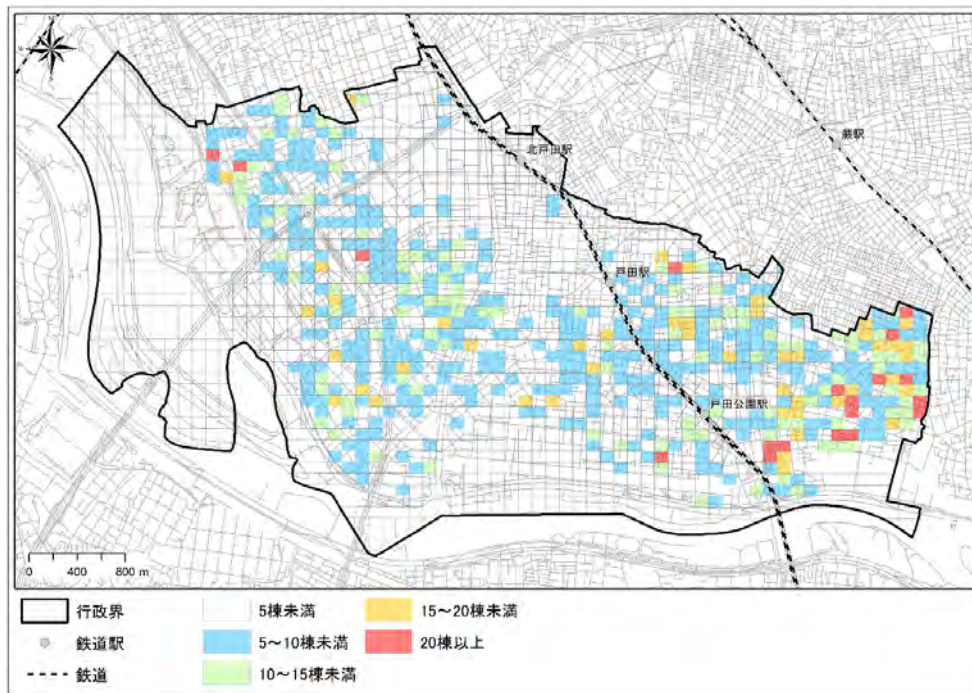 北戸田駅
蕨駅
戸田駅
戸田公園駅
0 400 800 m
行政界
鉄道駅
鉄道
5棟未満
5～10棟未満
10～15棟未満
15～20棟未満
20棟以上